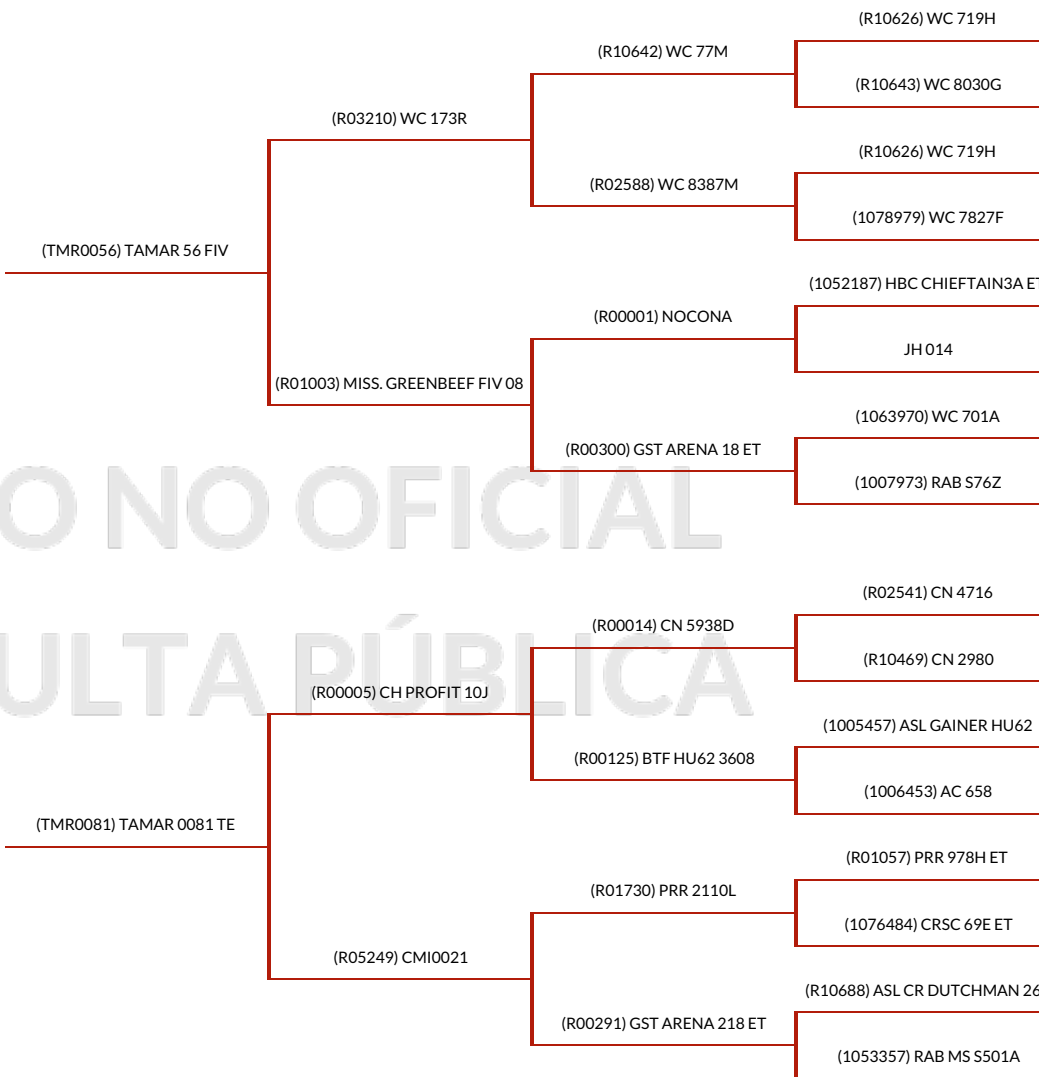 (R10626) WC 719H
(R10642) WC 77M
(R10643) WC 8030G
(R03210) WC 173R
(R10626) WC 719H
(R02588) WC 8387M
(1078979) WC 7827F
(TMR0056) TAMAR 56 FIV
(1052187) HBC CHIEFTAIN3A ET
(R00001) NOCONA
JH 014
(R01003) MISS. GREENBEEF FIV 08
(1063970) WC 701A
(R00300) GST ARENA 18 ET
(1007973) RAB S76Z
O NO OFICIAL
(R02541) CN 4716
(R00014) CN 5938D
(R10469) CN 2980
ULTA PÚBLICA
(R00005) CH PROFIT 10J
(1005457) ASL GAINER HU62
(R00125) BTF HU62 3608
(1006453) AC 658
(TMR0081) TAMAR 0081 TE
(R01057) PRR 978H ET
(R01730) PRR 2110L
(1076484) CRSC 69E ET
(R05249) CMI0021
(R10688) ASL CR DUTCHMAN 26
(R00291) GST ARENA 218 ET
(1053357) RAB MS S501A